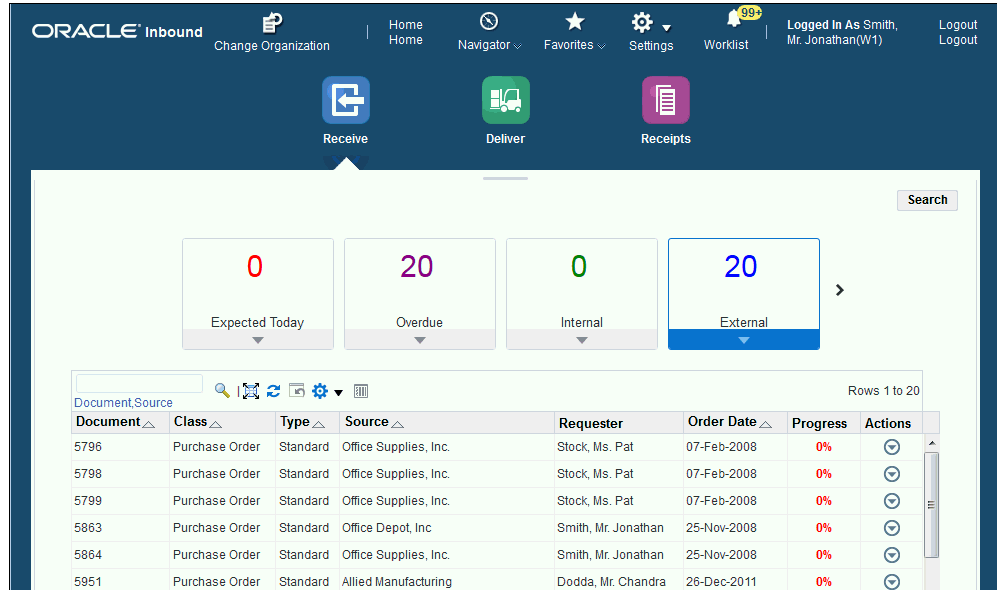 ORACLE® Inbound
Change Organization
Home
Home
Navigator
Favorites
Settings
99+
Worklist
Logged In As Smith,
Mr. Jonathan(W1)
Logout
Logout
Receive
Deliver
Receipts
Search
0
Expected Today
20
Overdue
0
Internal
20
External
Document,Source
Rows 1 to 20
Document Class Type Source Requester Order Date Progress Actions
5796 Purchase Order Standard Office Supplies, Inc. Stock, Ms. Pat 07-Feb-2008 0%
5798 Purchase Order Standard Office Supplies, Inc. Stock, Ms. Pat 07-Feb-2008 0%
5799 Purchase Order Standard Office Supplies, Inc. Stock, Ms. Pat 07-Feb-2008 0%
5863 Purchase Order Standard Office Depot, Inc Smith, Mr. Jonathan 25-Nov-2008 0%
5864 Purchase Order Standard Office Supplies, Inc. Smith, Mr. Jonathan 25-Nov-2008 0%
5951 Purchase Order Standard Allied Manufacturing Dodda, Mr. Chandra 26-Dec-2011 0%